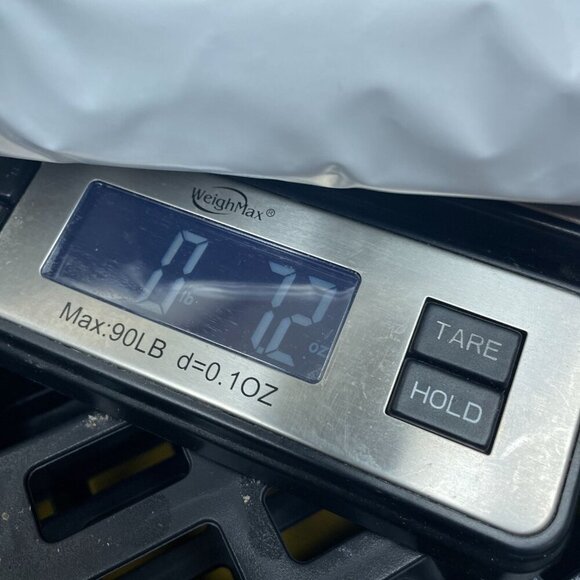 WeighMax®
0 lb. 7.2 oz
Max:90LB d=0.1OZ
TARE
HOLD